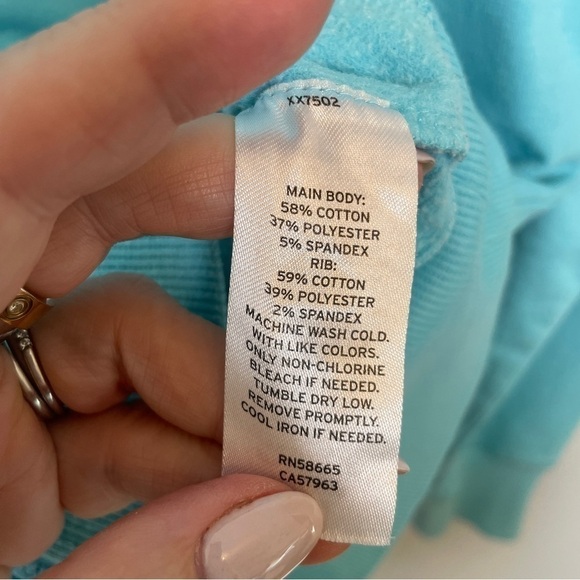 XX7502
MAIN BODY:
58% COTTON
37% POLYESTER
5% SPANDEX
RIB:
59% COTTON
39% POLYESTER
2% SPANDEX
MACHINE WASH COLD.
WITH LIKE COLORS.
ONLY NON-CHLORINE
BLEACH IF NEEDED.
TUMBLE DRY LOW.
REMOVE PROMPTLY.
COOL IRON IF NEEDED.
RN58665
CA57963